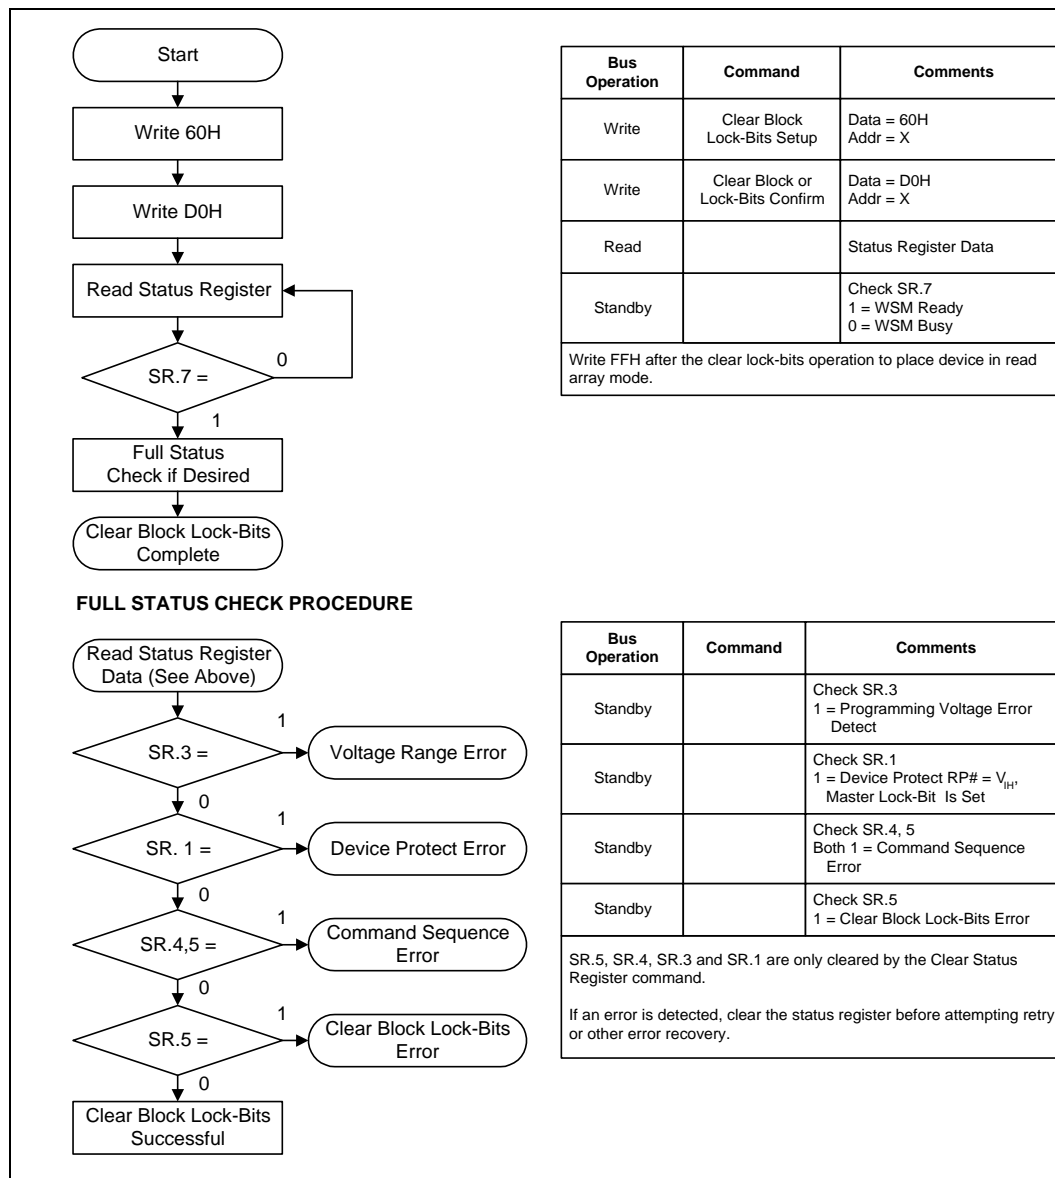 Start
Write 60H
Write D0H
Read Status Register
SR.7 =
0
1
Full Status
Check if Desired
Clear Block Lock-Bits
Complete
Bus
Operation
Command
Comments
Write
Clear Block
Lock-Bits Setup
Data = 60H
Addr = X
Write
Clear Block or
Lock-Bits Confirm
Data = D0H
Addr = X
Read
Status Register Data
Standby
Check SR.7
1 = WSM Ready
0 = WSM Busy
Write FFH after the clear lock-bits operation to place device in read
array mode.
FULL STATUS CHECK PROCEDURE
Read Status Register
Data (See Above)
SR.3 =
1
Voltage Range Error
0
SR. 1 =
1
Device Protect Error
0
SR.4,5 =
1
Command Sequence
Error
0
SR.5 =
1
Clear Block Lock-Bits
Error
0
Clear Block Lock-Bits
Successful
Bus
Operation
Command
Comments
Standby
Check SR.3
1 = Programming Voltage Error
Detect
Standby
Check SR.1
1 = Device Protect RP# = VIH,
Master Lock-Bit Is Set
Standby
Check SR.4, 5
Both 1 = Command Sequence
Error
Standby
Check SR.5
1 = Clear Block Lock-Bits Error
SR.5, SR.4, SR.3 and SR.1 are only cleared by the Clear Status
Register command.
If an error is detected, clear the status register before attempting retry
or other error recovery.